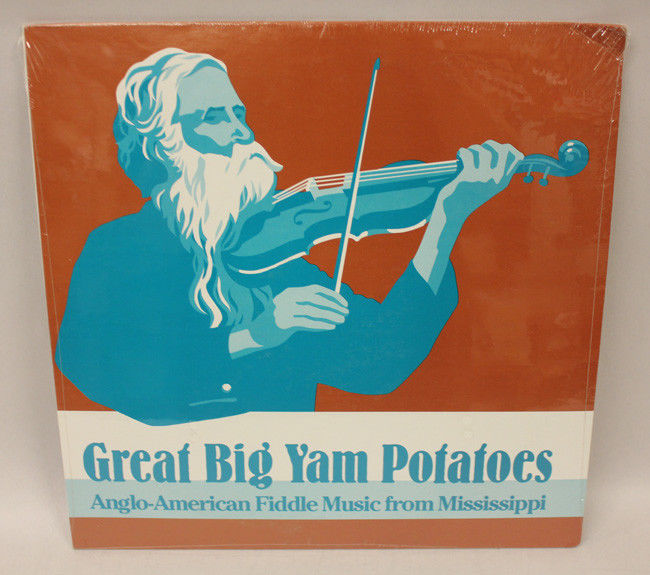 Great Big Yam Potatoes
Anglo-American Fiddle Music from Mississippi